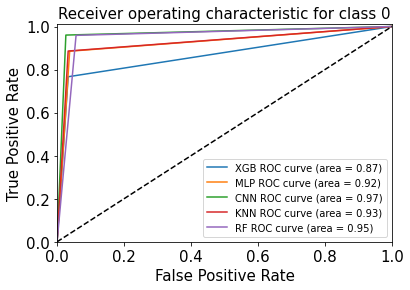 Receiver operating characteristic for class 0
True Positive Rate
1.0
0.8
0.6
0.4
0.2
0.0
XGB ROC curve (area = 0.87)
MLP ROC curve (area = 0.92)
CNN ROC curve (area = 0.97)
KNN ROC curve (area = 0.93)
RF ROC curve (area = 0.95)
0.0 0.2 0.4 0.6 0.8 1.0
False Positive Rate